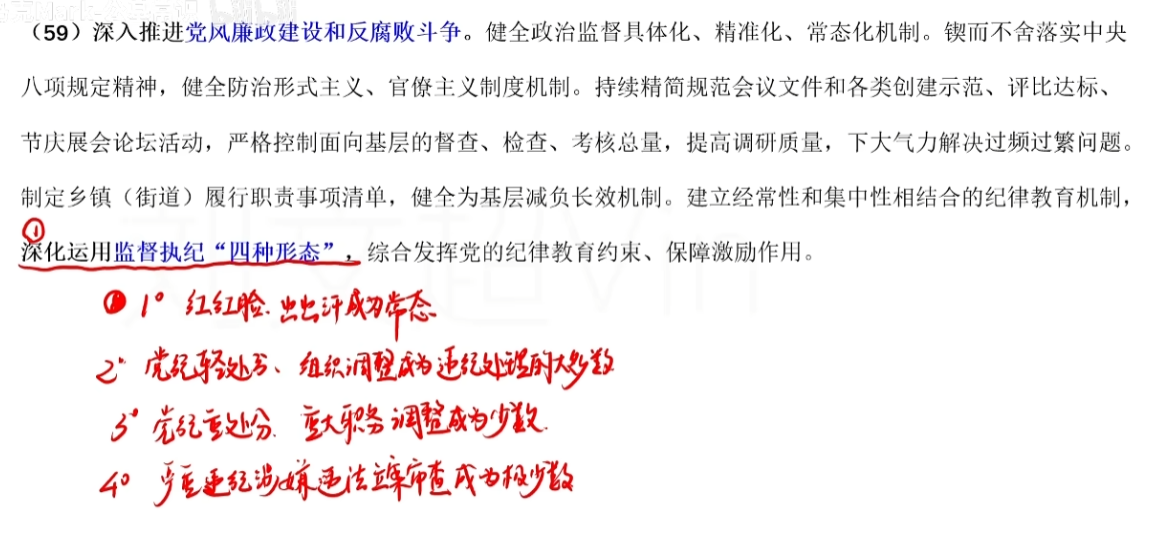 （59）深入推进党风廉政建设和反腐败斗争。健全政治监督具体化、精准化、常态化机制。锲而不舍落实中央
八项规定精神，健全防治形式主义、官僚主义制度机制。持续精简规范会议文件和各类创建示范、评比达标、
节庆展会论坛活动，严格控制面向基层的督查、检查、考核总量，提高调研质量，下大气力解决过频过繁问题。
制定乡镇（街道）履行职责事项清单，健全为基层减负长效机制。建立经常性和集中性相结合的纪律教育机制，
①
深化运用监督执纪“四种形态”，综合发挥党的纪律教育约束、保障激励作用。
1° 红红脸、出出汗成为常态
2° 党纪轻处分、组织调整成为违纪处理的大多数
3° 党纪重处分、重大职务调整成为少数
4° 严重违纪涉嫌违法立案审查成为极少数